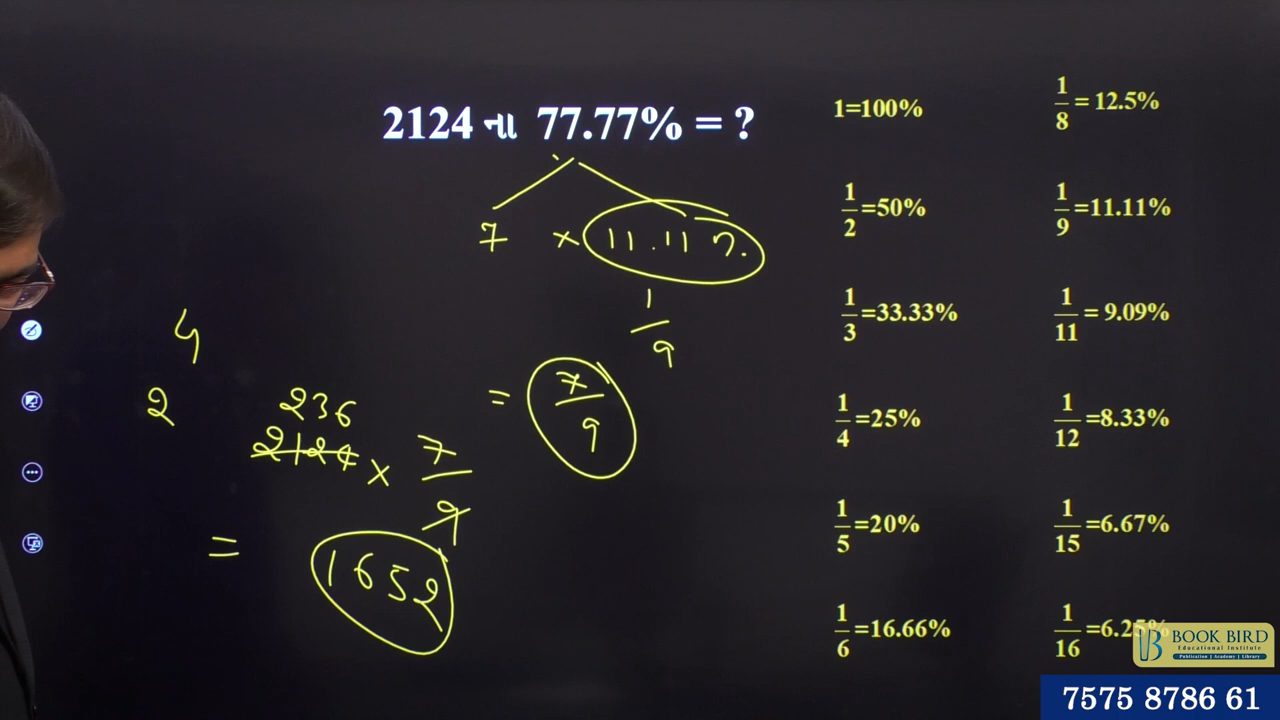 2124 ના 77.77% = ?
7 × 11.11%
1/9
= 7/9
4
2
236
2124 × 7/9
= 1652
1=100%
1/2=50%
1/3=33.33%
1/4=25%
1/5=20%
1/6=16.66%
1/8=12.5%
1/9=11.11%
1/11= 9.09%
1/12=8.33%
1/15=6.67%
1/16=6.25%
BOOK BIRD
Educational Institute
Publication | Academy | Library
7575 8786 61